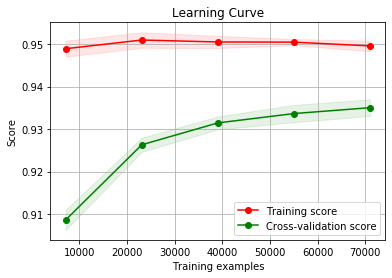 Learning Curve
0.95
0.94
0.93
0.92
0.91
Score
Training score
Cross-validation score
10000 20000 30000 40000 50000 60000 70000
Training examples